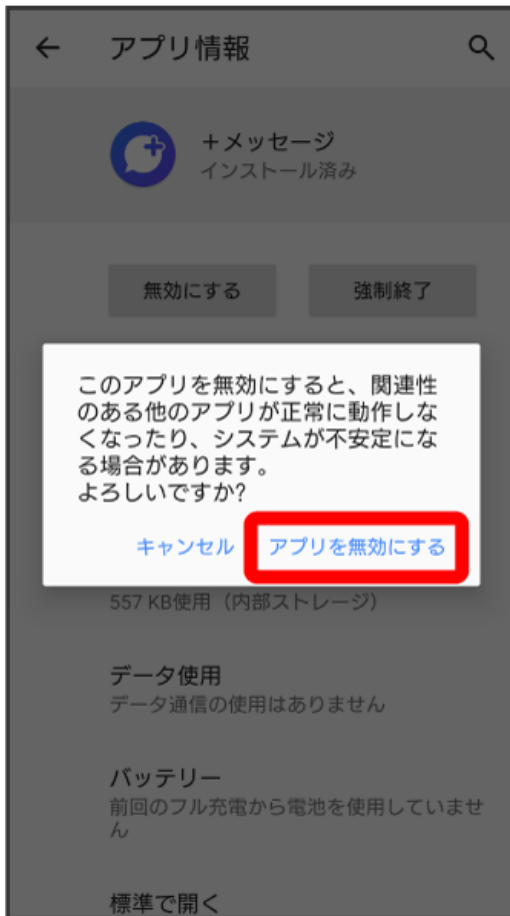 アプリ情報
+メッセージ
インストール済み
無効にする
強制終了
このアプリを無効にすると、関連性
のある他のアプリが正常に動作しな
くなったり、システムが不安定にな
る場合があります。
よろしいですか?
キャンセル
アプリを無効にする
557 KB使用（内部ストレージ）
データ使用
データ通信の使用はありません
バッテリー
前回のフル充電から電池を使用していませ
ん
標準で開く